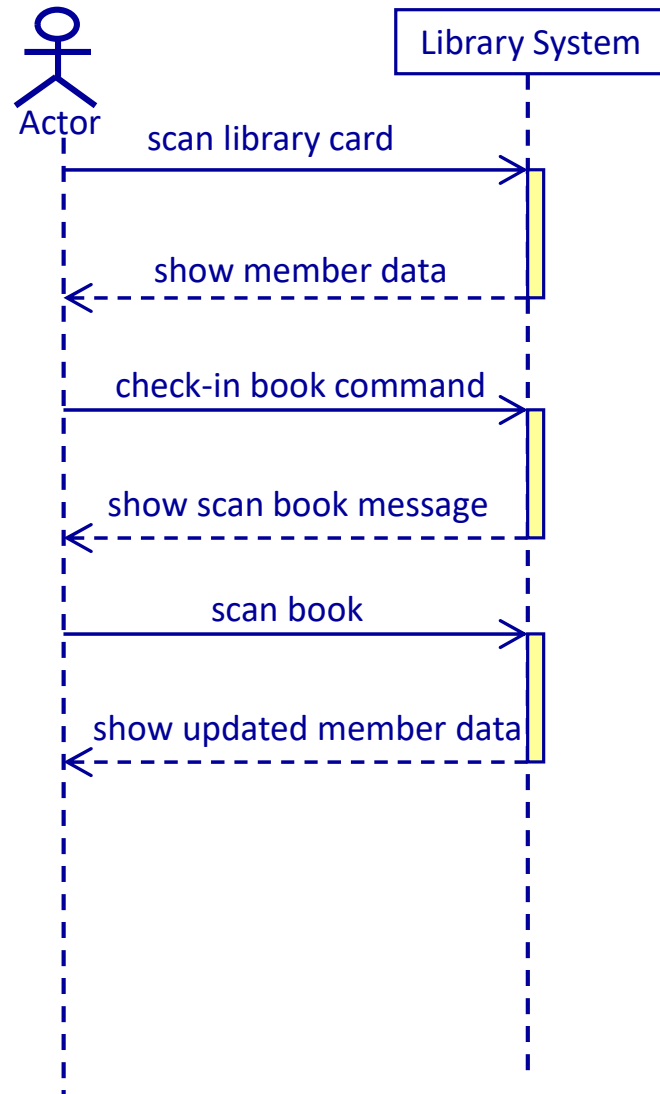 Library System
Actor
scan library card
show member data
check-in book command
show scan book message
scan book
show updated member data